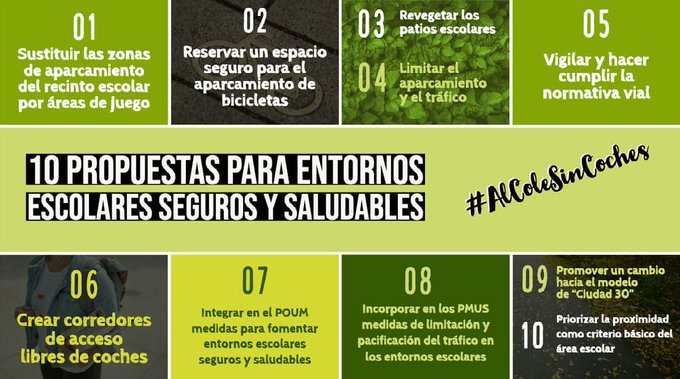 01
Sustituir las zonas
de aparcamiento
del recinto escolar
por áreas de juego
02
Reservar un espacio
seguro para el
aparcamiento de
bicicletas
03
Revegetar los
patios escolares
04
Limitar el
aparcamiento
y el tráfico
05
Vigilar y hacer
cumplir la
normativa vial
10 PROPUESTAS PARA ENTORNOS
ESCOLARES SEGUROS Y SALUDABLES
#AlColeSinCoches
06
Crear corredores
de acceso
libres de coches
07
Integrar en el POUM
medidas para fomentar
entornos escolares
seguros y saludables
08
Incorporar en los PMUS
medidas de limitación y
pacificación del tráfico en
los entornos escolares
09
Promover un cambio
hacia el modelo
de "Ciudad 30"
10
Priorizar la proximidad
como criterio básico del
área escolar